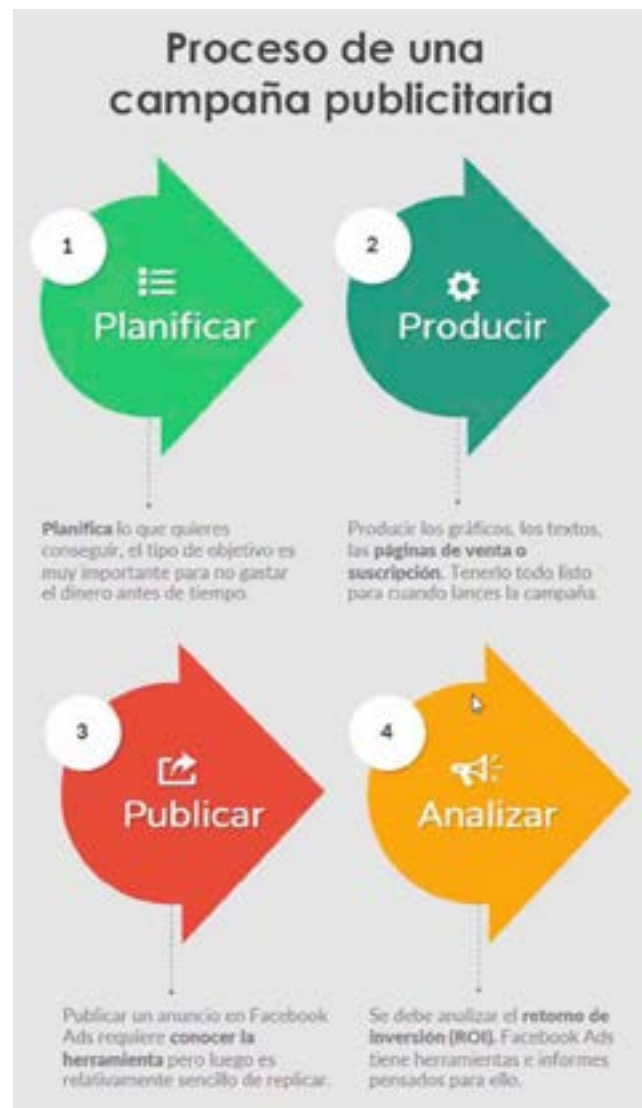 Proceso de una
campaña publicitaria
1
Planificar
2
Producir
Planifica lo que quieres
conseguir, el tipo de objetivo es
muy importante para no gastar
el dinero antes de tiempo.
Producir los gráficos, los textos,
las páginas de venta o
suscripción. Tenerlo todo listo
para cuando lances la campaña.
3
Publicar
4
Analizar
Publicar un anuncio en Facebook
Ads requiere conocer la
herramienta pero luego es
relativamente sencillo de replicar.
Se debe analizar el retorno de
inversión (ROI). Facebook Ads
tiene herramientas e informes
pensados para ello.